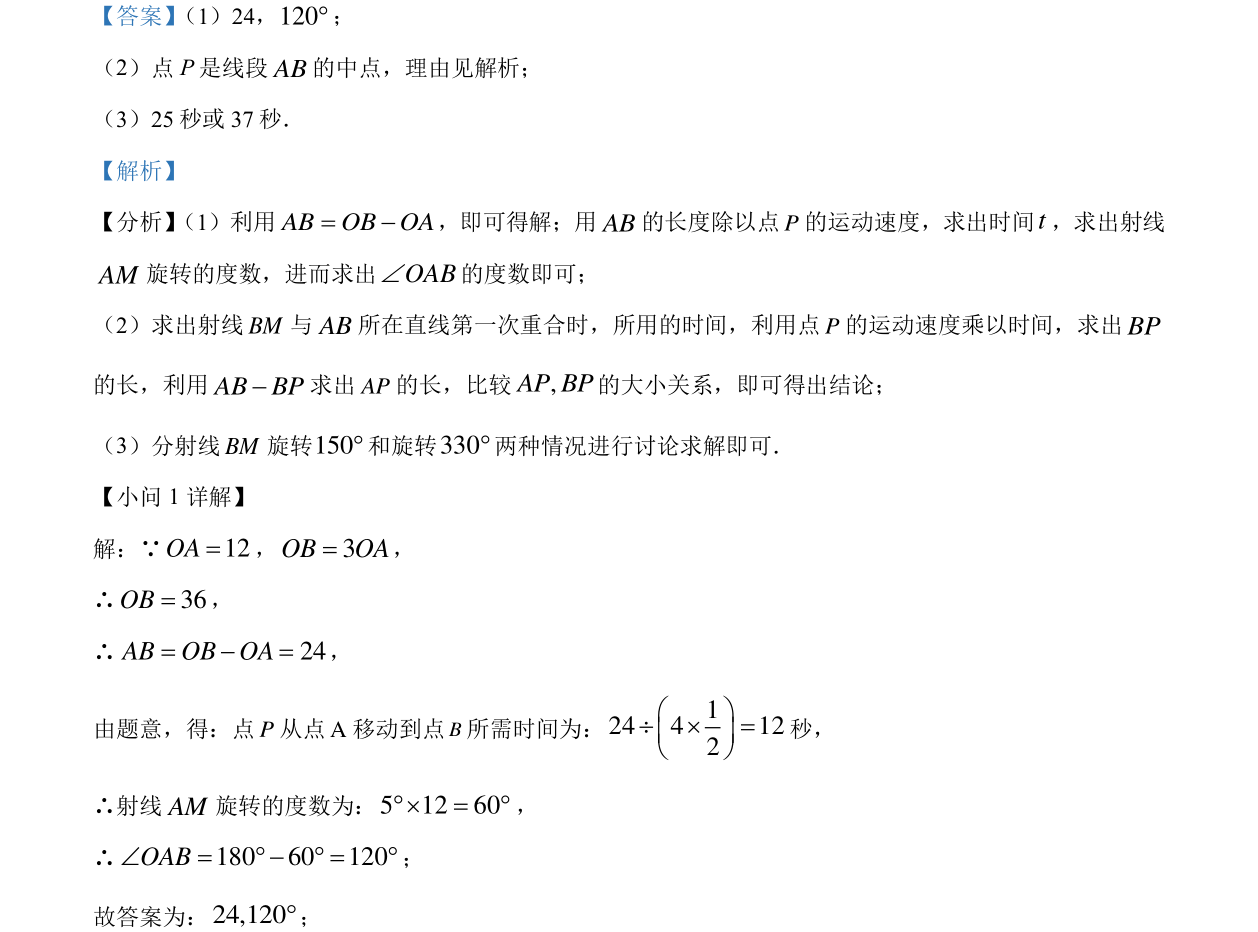 【答案】（1）24，120°；
（2）点 P 是线段 AB 的中点，理由见解析；
（3）25 秒或 37 秒．
【解析】
【分析】（1）利用 AB = OB − OA，即可得解；用 AB 的长度除以点 P 的运动速度，求出时间 t，求出射线
AM 旋转的度数，进而求出∠OAB 的度数即可；
（2）求出射线 BM 与 AB 所在直线第一次重合时，所用的时间，利用点 P 的运动速度乘以时间，求出 BP
的长，利用 AB − BP 求出 AP 的长，比较 AP, BP 的大小关系，即可得出结论；
（3）分射线 BM 旋转150° 和旋转330° 两种情况进行讨论求解即可．
【小问 1 详解】
解：∵ OA = 12，OB = 3OA，
∴ OB = 36，
∴ AB = OB − OA = 24，
由题意，得：点 P 从点 A 移动到点 B 所需时间为：24 ÷ (4 × 1/2) = 12 秒，
∴射线 AM 旋转的度数为：5° × 12 = 60°，
∴ ∠OAB = 180° − 60° = 120°；
故答案为：24,120°；